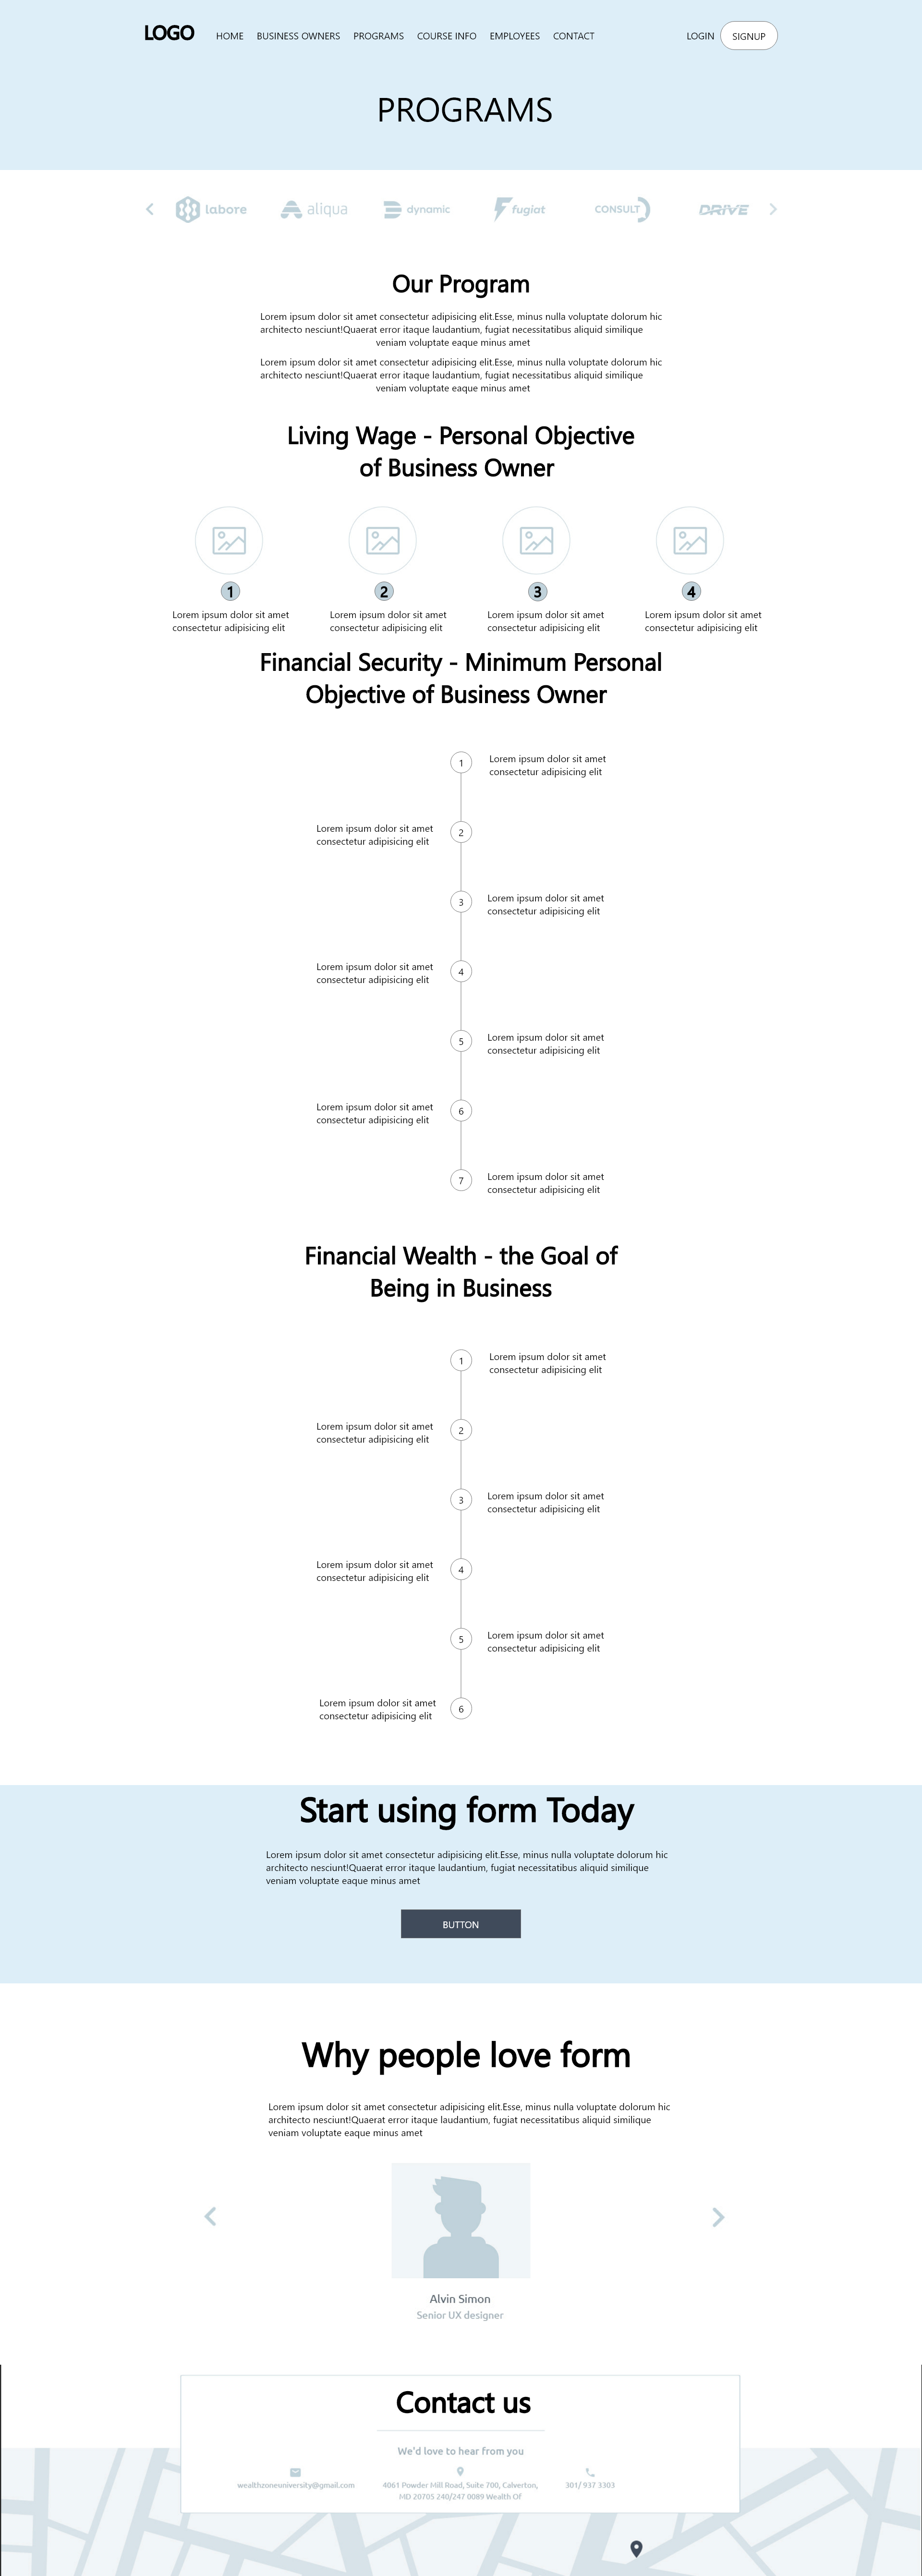 LOGO
HOME BUSINESS OWNERS PROGRAMS COURSE INFO EMPLOYEES CONTACT
LOGIN SIGNUP
PROGRAMS
labore aliqua dynamic fugiat CONSULT DRIVE
Our Program
Lorem ipsum dolor sit amet consectetur adipisicing elit.Esse, minus nulla voluptate dolorum hic
architecto nesciunt!Quaerat error itaque laudantium, fugiat necessitatibus aliquid similique
veniam voluptate eaque minus amet
Lorem ipsum dolor sit amet consectetur adipisicing elit.Esse, minus nulla voluptate dolorum hic
architecto nesciunt!Quaerat error itaque laudantium, fugiat necessitatibus aliquid similique
veniam voluptate eaque minus amet
Living Wage - Personal Objective
of Business Owner
1
Lorem ipsum dolor sit amet
consectetur adipisicing elit
2
Lorem ipsum dolor sit amet
consectetur adipisicing elit
3
Lorem ipsum dolor sit amet
consectetur adipisicing elit
4
Lorem ipsum dolor sit amet
consectetur adipisicing elit
Financial Security - Minimum Personal
Objective of Business Owner
1
Lorem ipsum dolor sit amet
consectetur adipisicing elit
2
Lorem ipsum dolor sit amet
consectetur adipisicing elit
3
Lorem ipsum dolor sit amet
consectetur adipisicing elit
4
Lorem ipsum dolor sit amet
consectetur adipisicing elit
5
Lorem ipsum dolor sit amet
consectetur adipisicing elit
6
Lorem ipsum dolor sit amet
consectetur adipisicing elit
7
Lorem ipsum dolor sit amet
consectetur adipisicing elit
Financial Wealth - the Goal of
Being in Business
1
Lorem ipsum dolor sit amet
consectetur adipisicing elit
2
Lorem ipsum dolor sit amet
consectetur adipisicing elit
3
Lorem ipsum dolor sit amet
consectetur adipisicing elit
4
Lorem ipsum dolor sit amet
consectetur adipisicing elit
5
Lorem ipsum dolor sit amet
consectetur adipisicing elit
6
Lorem ipsum dolor sit amet
consectetur adipisicing elit
Start using form Today
Lorem ipsum dolor sit amet consectetur adipisicing elit.Esse, minus nulla voluptate dolorum hic
architecto nesciunt!Quaerat error itaque laudantium, fugiat necessitatibus aliquid similique
veniam voluptate eaque minus amet
BUTTON
Why people love form
Lorem ipsum dolor sit amet consectetur adipisicing elit.Esse, minus nulla voluptate dolorum hic
architecto nesciunt!Quaerat error itaque laudantium, fugiat necessitatibus aliquid similique
veniam voluptate eaque minus amet
Alvin Simon
Senior UX designer
Contact us
We'd love to hear from you
wealthzoneuniversity@gmail.com
4061 Powder Mill Road, Suite 700, Calverton,
MD 20705 240/247 0089 Wealth Of
301/ 937 3303